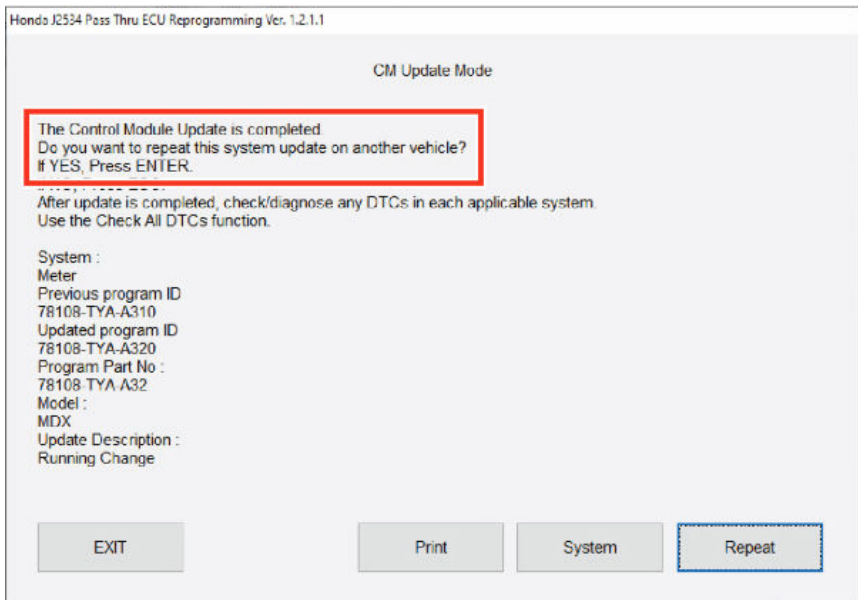 Honda J2534 Pass Thru ECU Reprogramming Ver. 1.2.1.1
CM Update Mode
The Control Module Update is completed.
Do you want to repeat this system update on another vehicle?
If YES, Press ENTER.
After update is completed, check/diagnose any DTCs in each applicable system.
Use the Check All DTCs function.
System :
Meter
Previous program ID
78108-TYA-A310
Updated program ID
78108-TYA-A320
Program Part No :
78108-TYA-A32
Model :
MDX
Update Description :
Running Change
EXIT
Print
System
Repeat